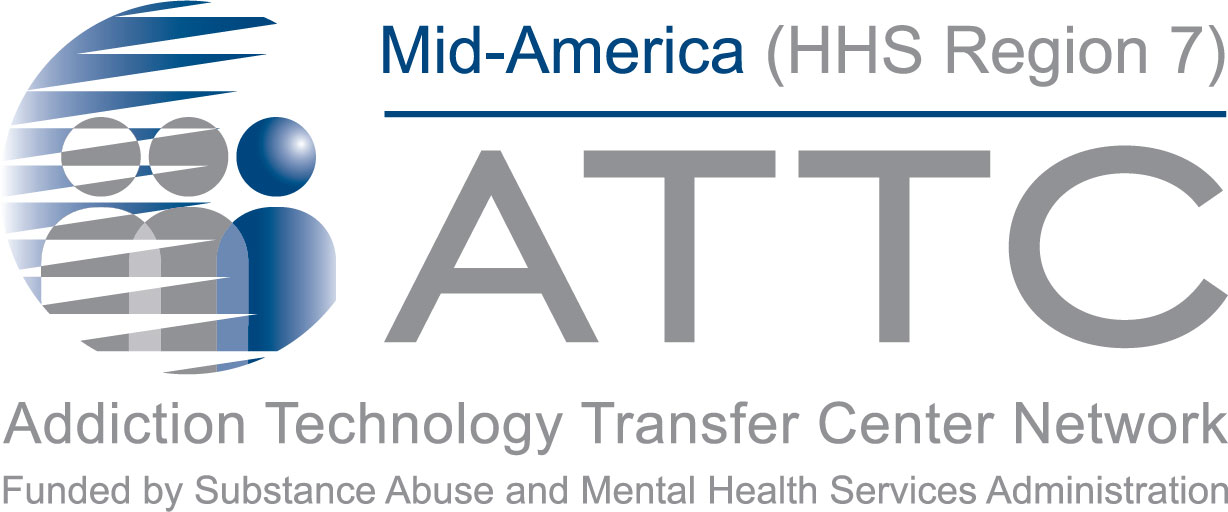 Mid-America (HHS Region 7)
ATTC
Addiction Technology Transfer Center Network
Funded by Substance Abuse and Mental Health Services Administration